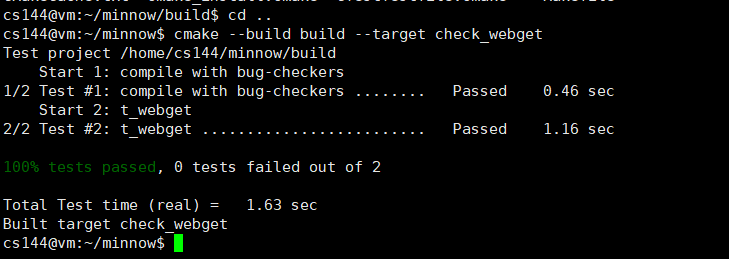 cs144@vm:~/minnow/build$ cd ..
cs144@vm:~/minnow$ cmake --build build --target check_webget
Test project /home/cs144/minnow/build
    Start 1: compile with bug-checkers
1/2 Test #1: compile with bug-checkers ........   Passed    0.46 sec
    Start 2: t_webget
2/2 Test #2: t_webget .........................   Passed    1.16 sec
100% tests passed, 0 tests failed out of 2
Total Test time (real) =   1.63 sec
Built target check_webget
cs144@vm:~/minnow$